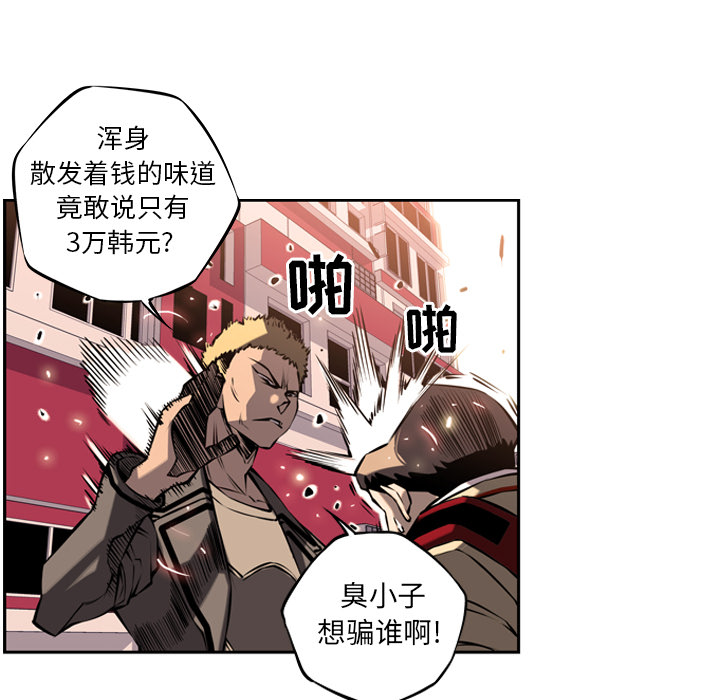 浑身
散发着钱的味道
竟敢说只有
3万韩元?
啪
啪
臭小子
想骗谁啊!